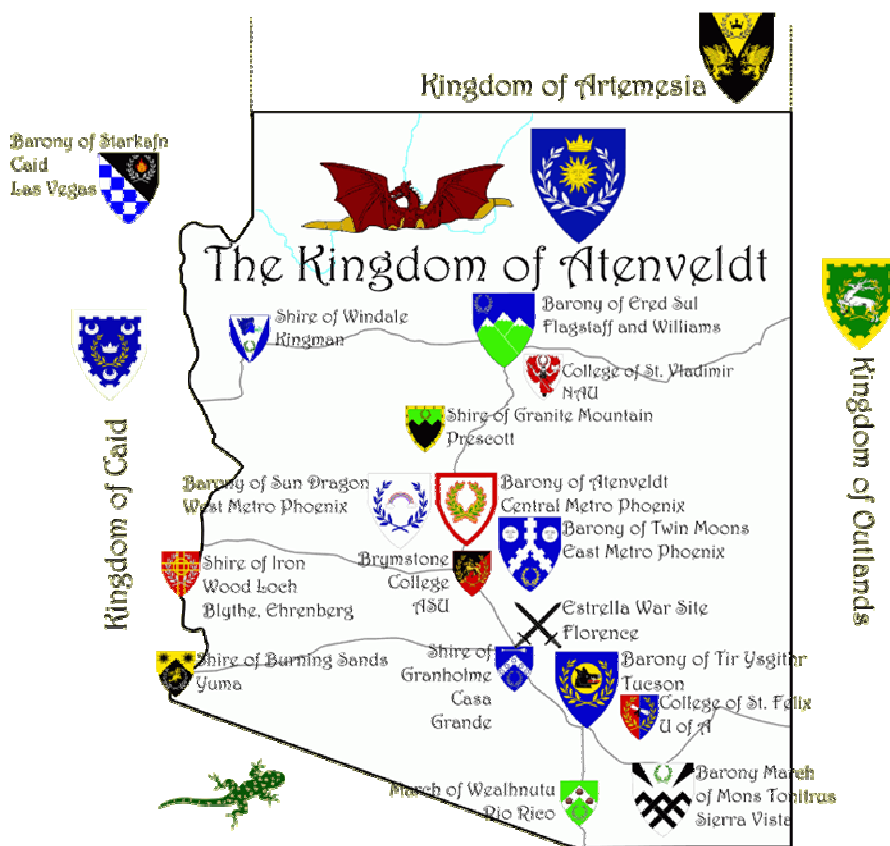 Kingdom of Artemesia
Barony of Starkafn
Caid
Las Vegas
The Kingdom of Atenveldt
Shire of Windale
Kingman
Barony of Ered Sul
Flagstaff and Williams
College of St. Vladimir
NAU
Shire of Granite Mountain
Prescott
Kingdom of Caid
Kingdom of Outlands
Barony of Sun Dragon
West Metro Phoenix
Barony of Atenveldt
Central Metro Phoenix
Barony of Twin Moons
East Metro Phoenix
Shire of Iron
Wood Loch
Blythe, Ehrenberg
Brymstone
College
ASU
Estrella War Site
Florence
Shire of Burning Sands
Yuma
Shire of
Granholme
Casa
Grande
Barony of Tir Ysgithr
Tucson
College of St. Felix
U of A
March of Wealhnutu
Rio Rico
Barony March
of Mons Tonitrus
Sierra Vista